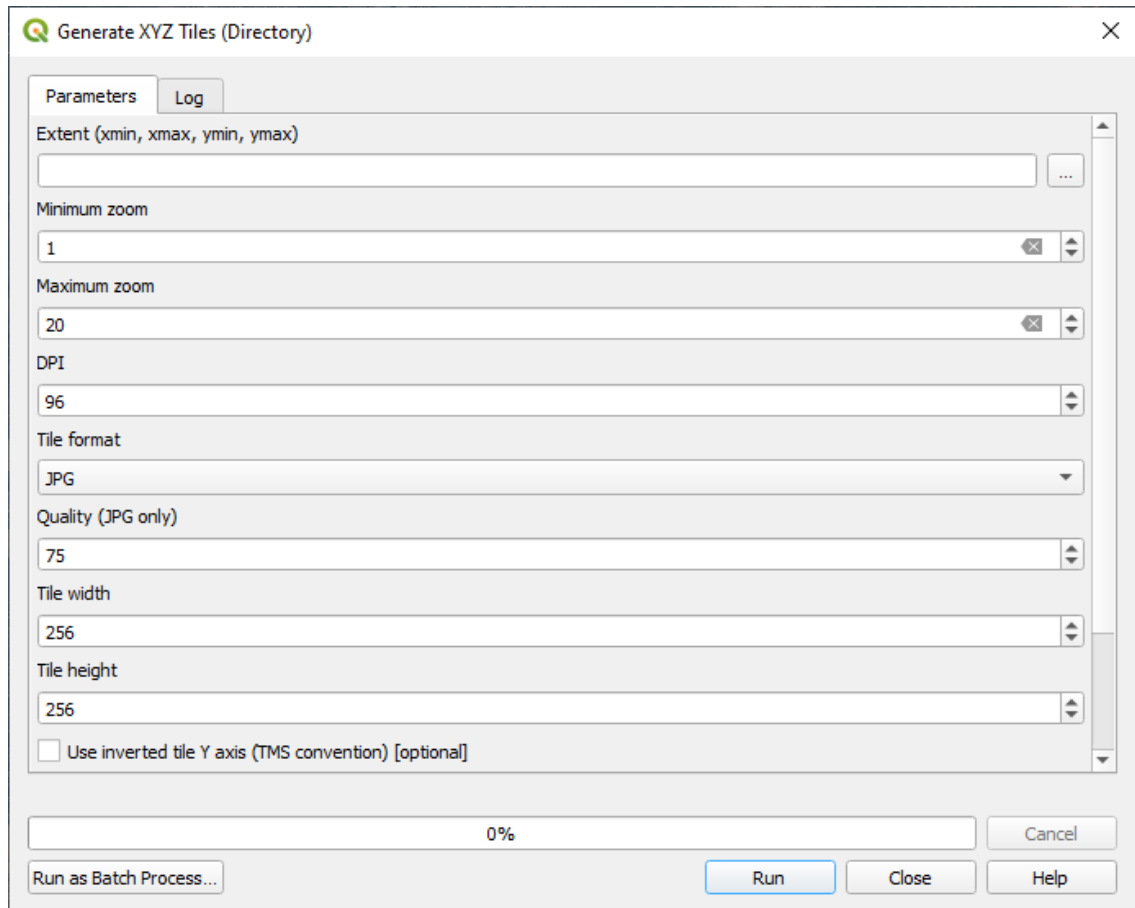 Generate XYZ Tiles (Directory)
Parameters
Log
Extent (xmin, xmax, ymin, ymax)
...
Minimum zoom
1
Maximum zoom
20
DPI
96
Tile format
JPG
Quality (JPG only)
75
Tile width
256
Tile height
256
Use inverted tile Y axis (TMS convention) [optional]
0%
Cancel
Run as Batch Process...
Run
Close
Help